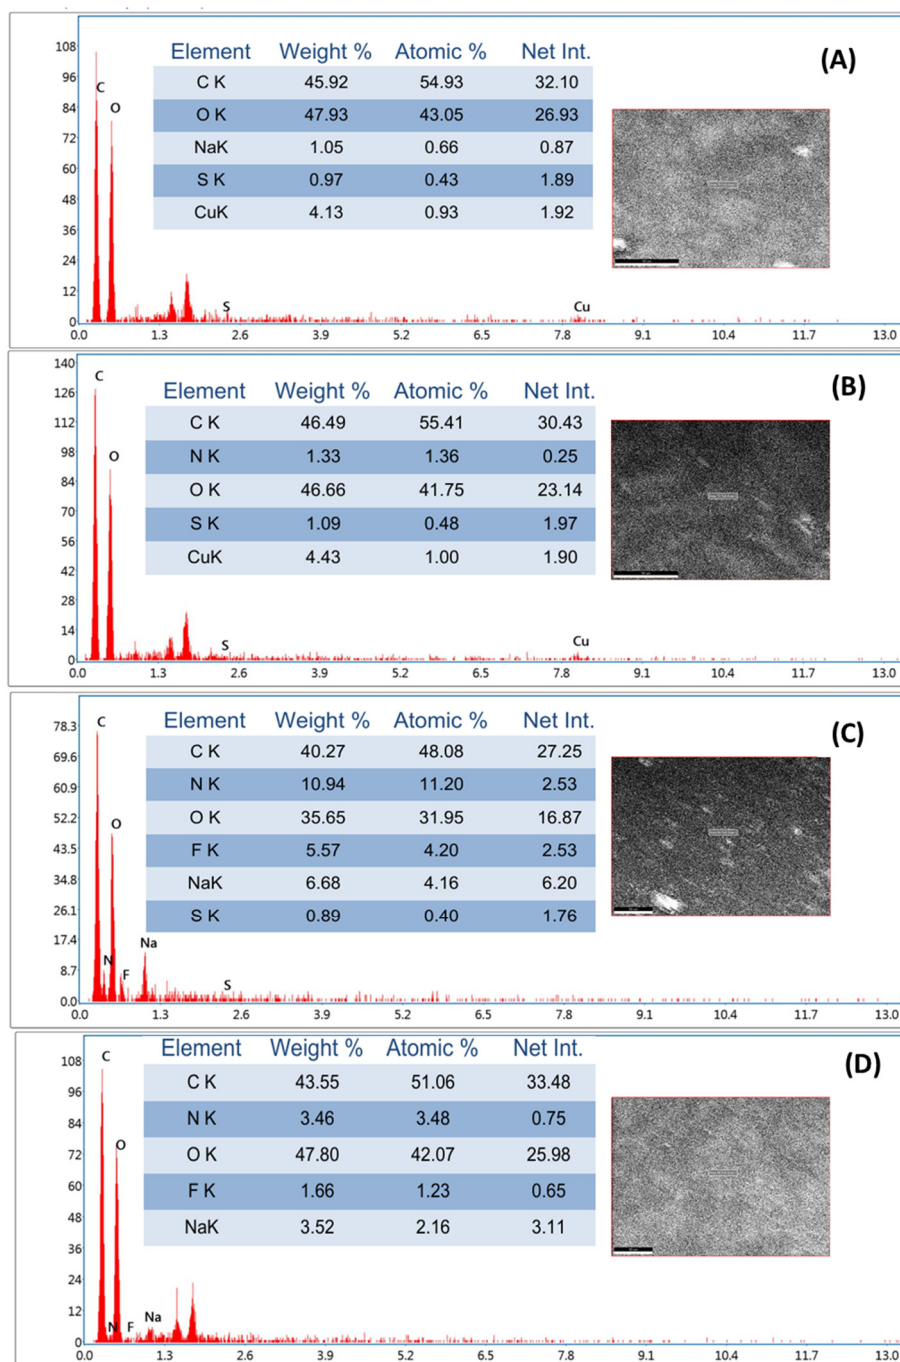 (A)
Element Weight % Atomic % Net Int.
C K 45.92 54.93 32.10
O K 47.93 43.05 26.93
NaK 1.05 0.66 0.87
S K 0.97 0.43 1.89
CuK 4.13 0.93 1.92
108
96
84
72
60
48
36
24
12
0
C
O
S
Cu
0.0 1.3 2.6 3.9 5.2 6.5 7.8 9.1 10.4 11.7 13.0
(B)
Element Weight % Atomic % Net Int.
C K 46.49 55.41 30.43
N K 1.33 1.36 0.25
O K 46.66 41.75 23.14
S K 1.09 0.48 1.97
CuK 4.43 1.00 1.90
140
126
112
98
84
70
56
42
28
14
0
C
O
S
Cu
0.0 1.3 2.6 3.9 5.2 6.5 7.8 9.1 10.4 11.7 13.0
(C)
Element Weight % Atomic % Net Int.
C K 40.27 48.08 27.25
N K 10.94 11.20 2.53
O K 35.65 31.95 16.87
F K 5.57 4.20 2.53
NaK 6.68 4.16 6.20
S K 0.89 0.40 1.76
78.3
69.6
60.9
52.2
43.5
34.8
26.1
17.4
8.7
0.0
C
O
N
F
Na
S
0.0 1.3 2.6 3.9 5.2 6.5 7.8 9.1 10.4 11.7 13.0
(D)
Element Weight % Atomic % Net Int.
C K 43.55 51.06 33.48
N K 3.46 3.48 0.75
O K 47.80 42.07 25.98
F K 1.66 1.23 0.65
NaK 3.52 2.16 3.11
108
96
84
72
60
48
36
24
12
0
C
O
N
F
Na
0.0 1.3 2.6 3.9 5.2 6.5 7.8 9.1 10.4 11.7 13.0